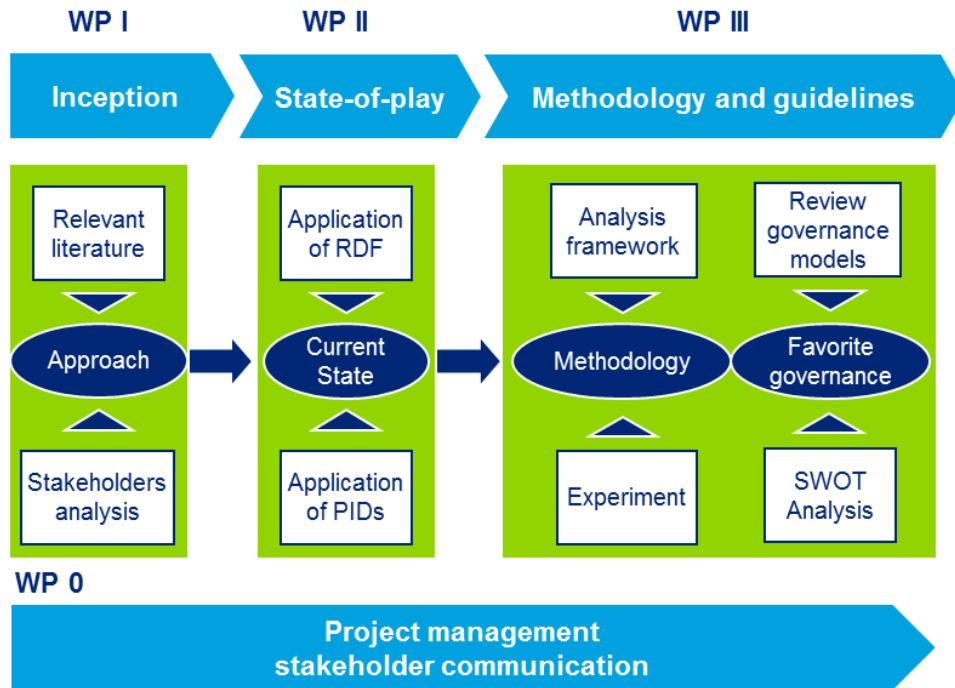 WP I
WP II
WP III
Inception
State-of-play
Methodology and guidelines
Relevant
literature
Approach
Stakeholders
analysis
Application
of RDF
Current
State
Application
of PIDs
Analysis
framework
Methodology
Experiment
Review
governance
models
Favorite
governance
SWOT
Analysis
WP 0
Project management
stakeholder communication